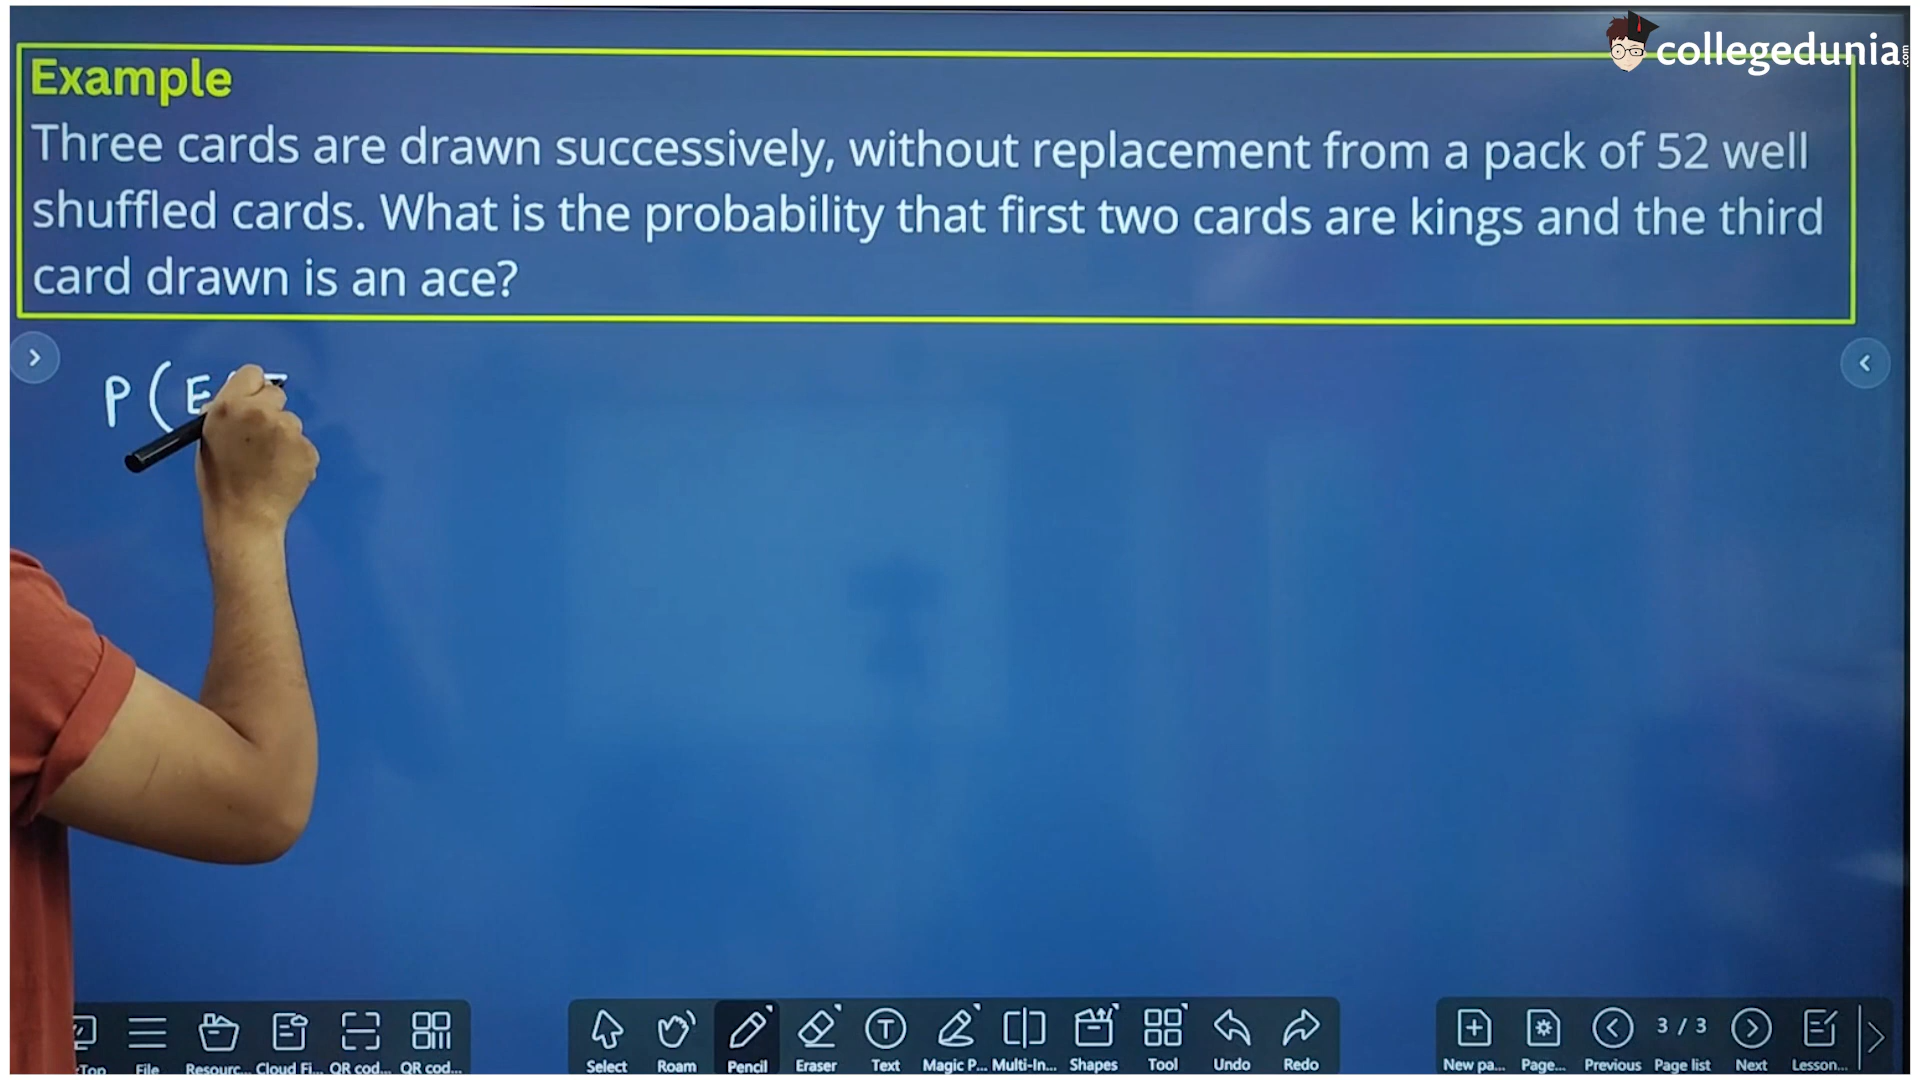 collegedunia
.com
Example
Three cards are drawn successively, without replacement from a pack of 52 well
shuffled cards. What is the probability that first two cards are kings and the third
card drawn is an ace?
P(E
Top
File
Resourc...
Cloud Fi...
QR cod...
QR cod...
Select
Roam
Pencil
Eraser
Text
Magic P...
Multi-In...
Shapes
Tool
Undo
Redo
New pa...
Page...
Previous
3 / 3
Page list
Next
Lesson...